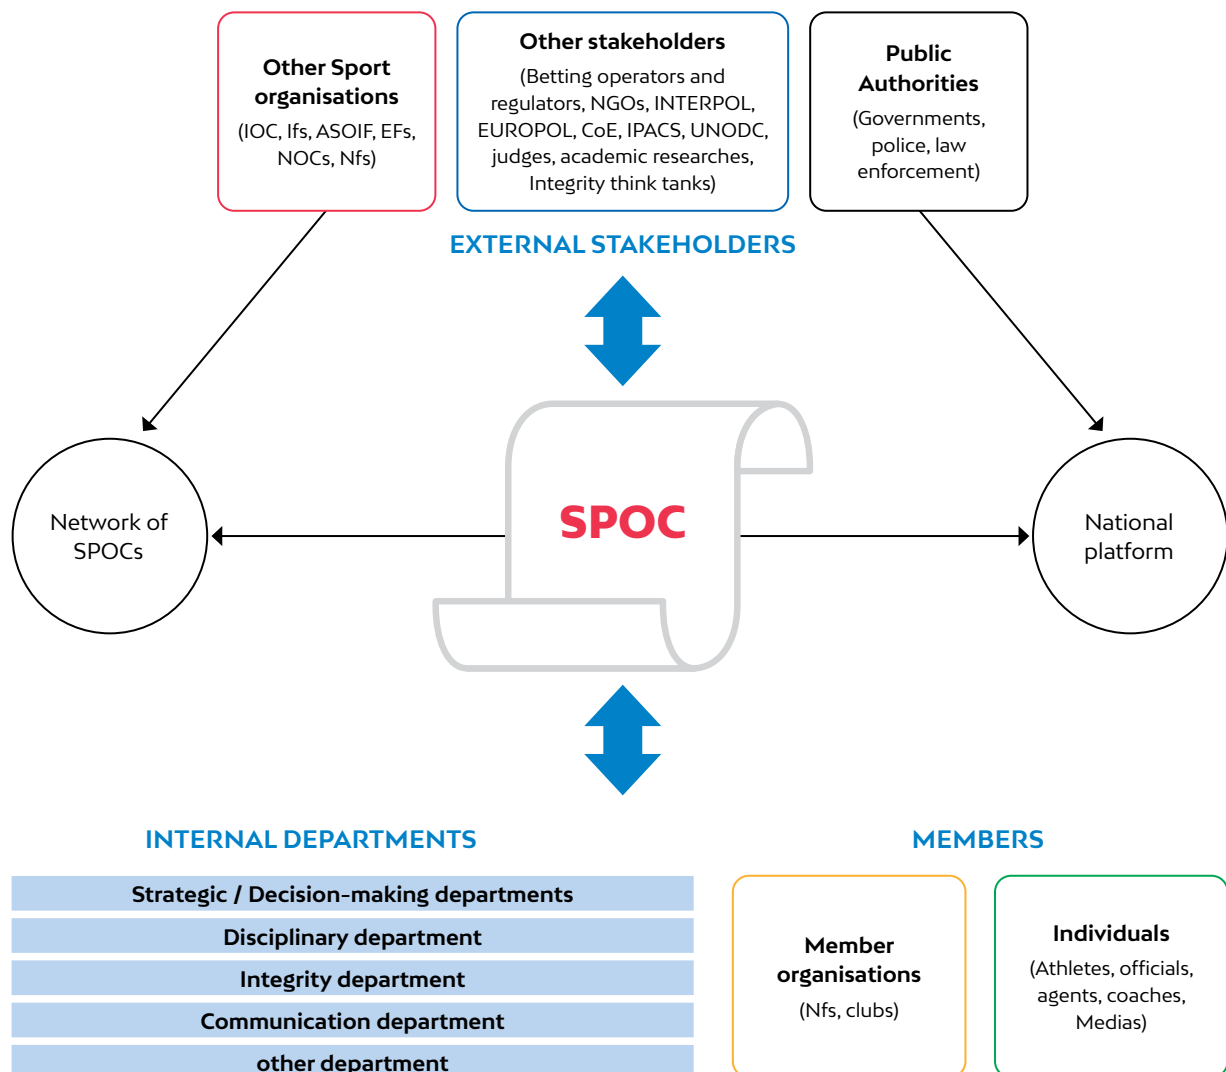 Other Sport
organisations
(IOC, Ifs, ASOIF, EFs,
NOCs, Nfs)
Other stakeholders
(Betting operators and
regulators, NGOs, INTERPOL,
EUROPOL, CoE, IPACS, UNODC,
judges, academic researches,
Integrity think tanks)
Public
Authorities
(Governments,
police, law
enforcement)
EXTERNAL STAKEHOLDERS
Network of
SPOCs
SPOC
National
platform
INTERNAL DEPARTMENTS
Strategic / Decision-making departments
Disciplinary department
Integrity department
Communication department
other department
MEMBERS
Member
organisations
(Nfs, clubs)
Individuals
(Athletes, officials,
agents, coaches,
Medias)